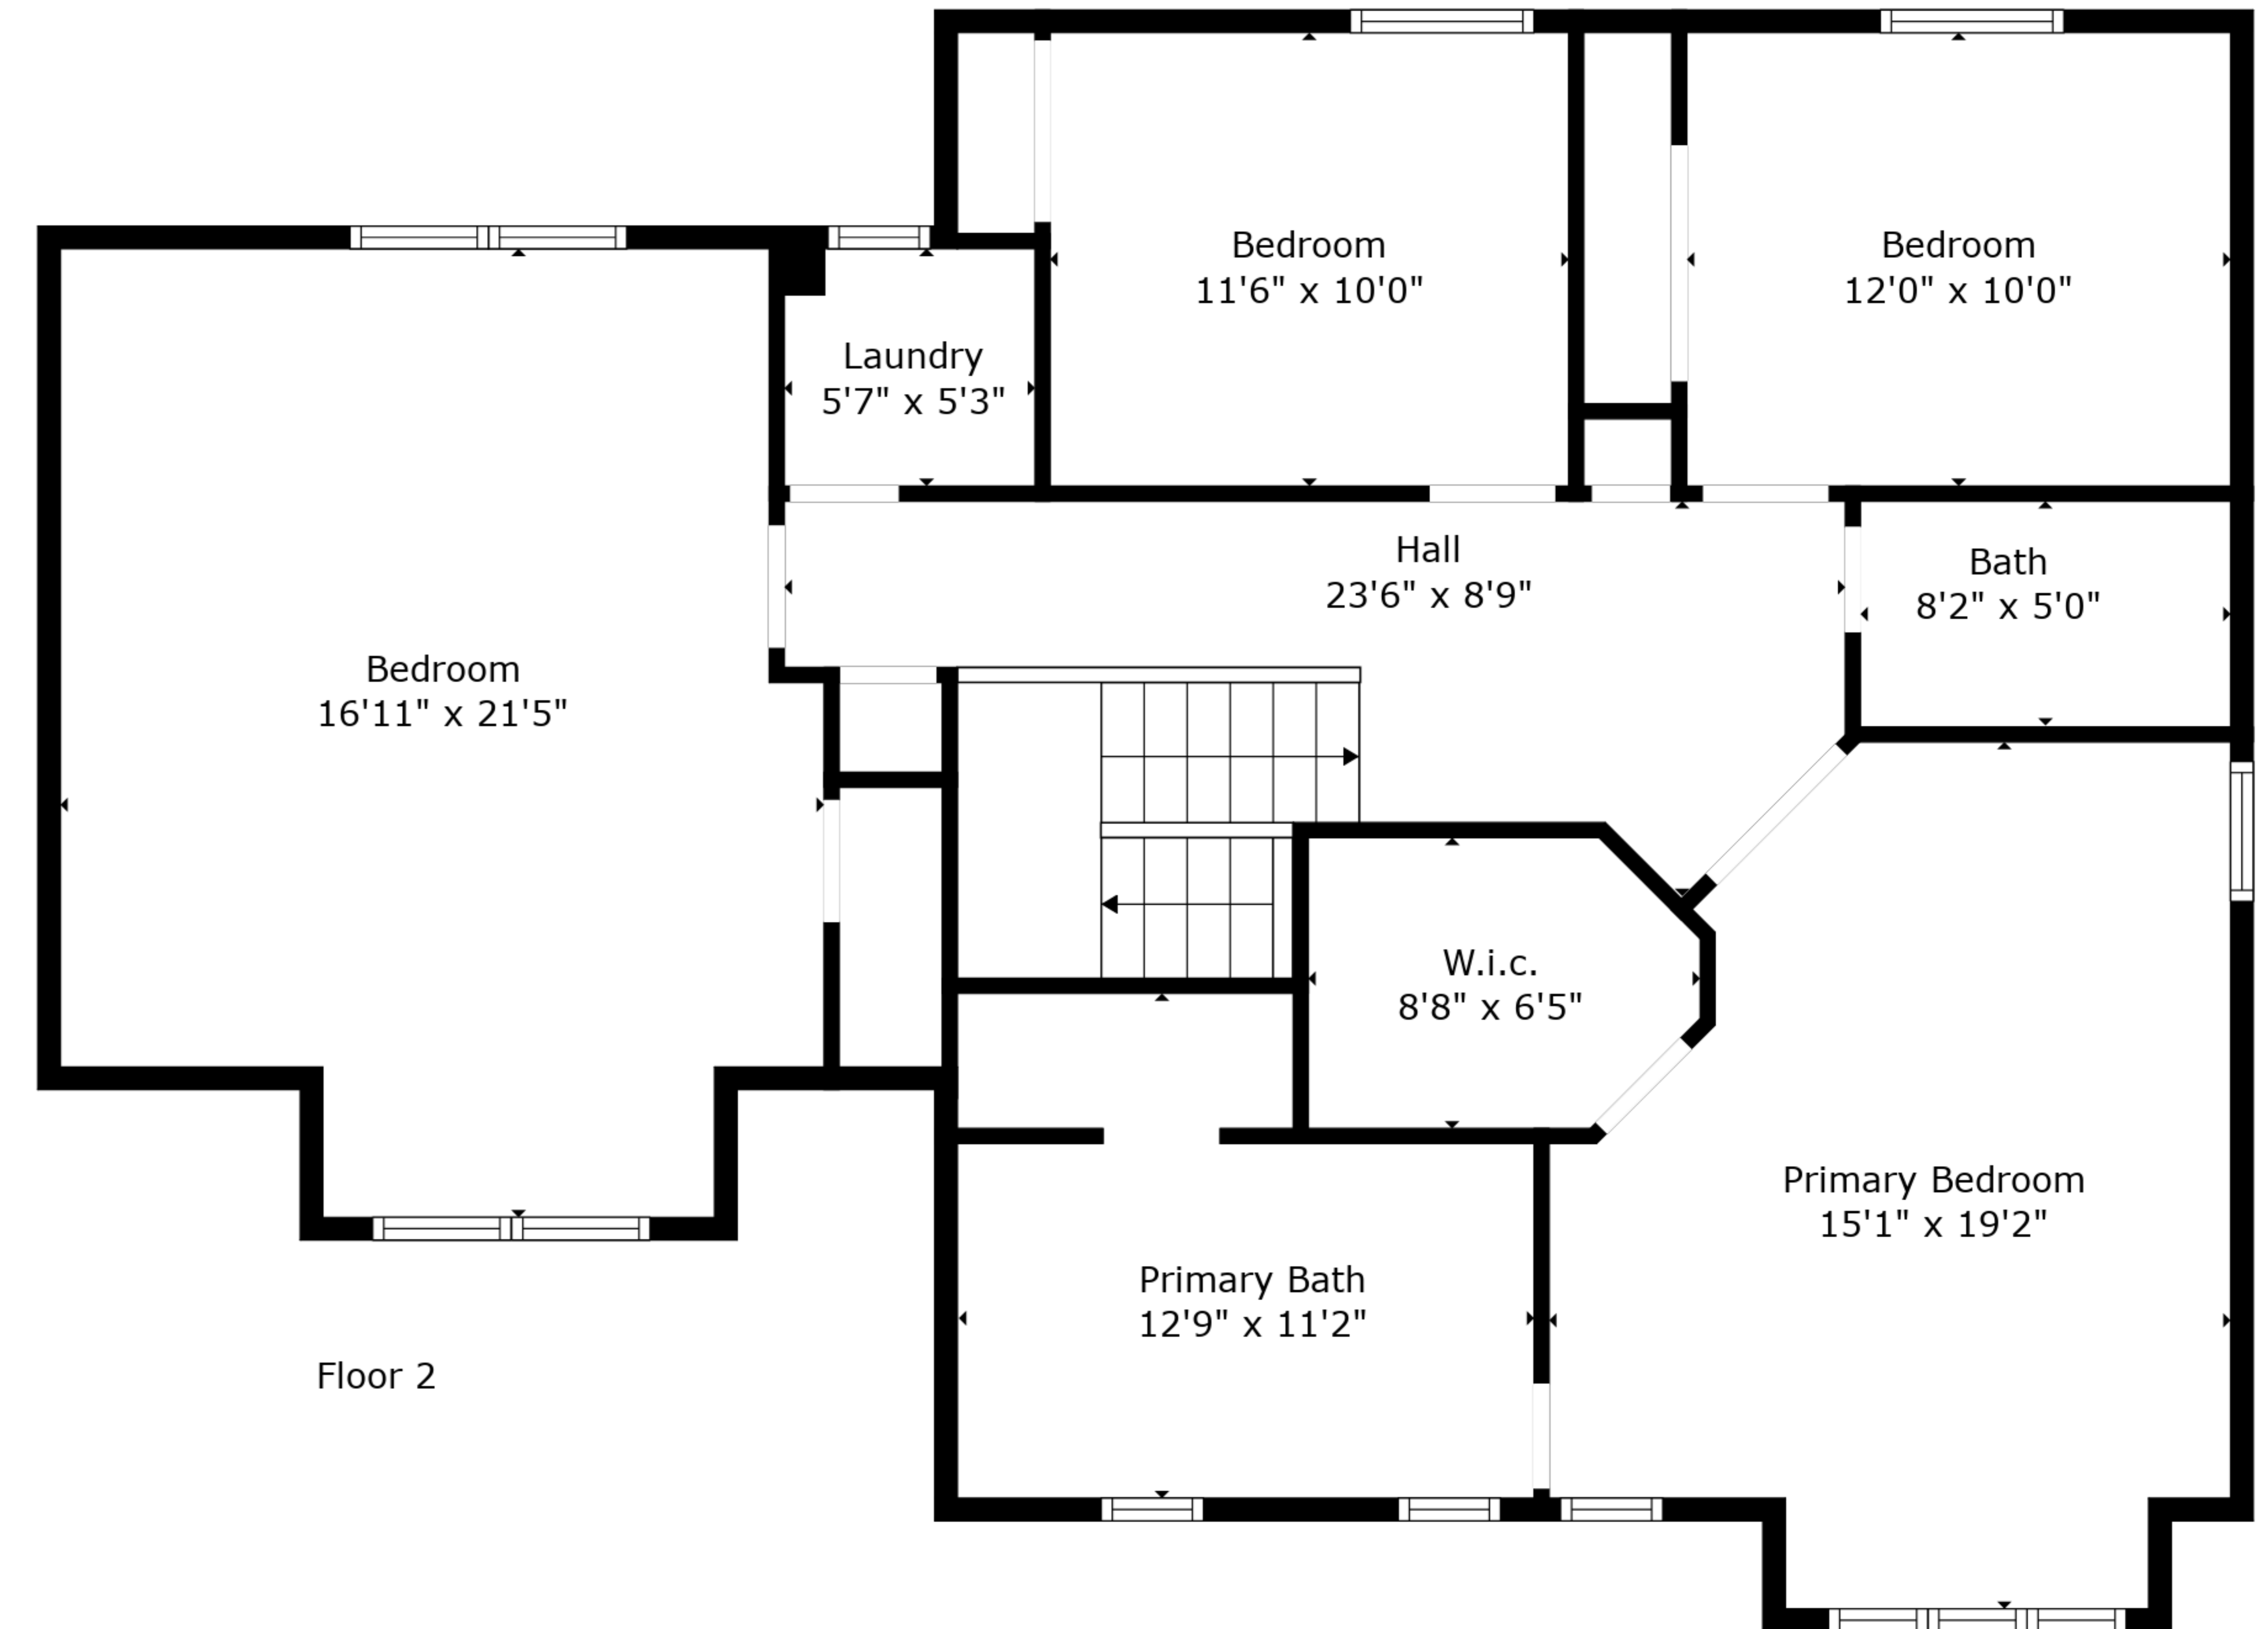 Bedroom
11'6" x 10'0"
Bedroom
12'0" x 10'0"
Laundry
5'7" x 5'3"
Hall
23'6" x 8'9"
Bath
8'2" x 5'0"
Bedroom
16'11" x 21'5"
W.i.c.
8'8" x 6'5"
Primary Bedroom
15'1" x 19'2"
Primary Bath
12'9" x 11'2"
Floor 2